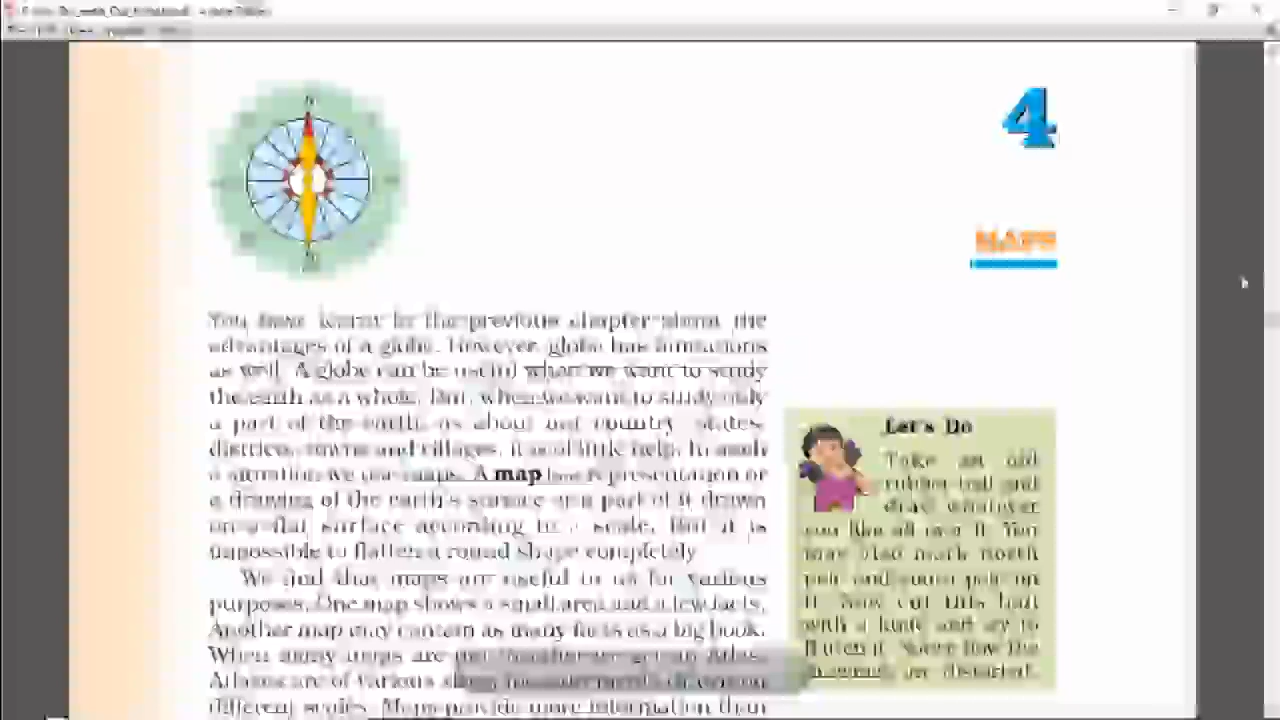 4
MAPS
You have learnt in the previous chapter about the
advantages of a globe. However, globe has limitations
as well. A globe can be useful when we want to study
the earth as a whole. But, when we want to study only
a part of the earth, as about our country, states,
districts, towns and villages, it is of little help. In such
a situation we use maps. A map is a representation or
a drawing of the earth's surface or a part of it drawn
on a flat surface according to a scale. But it is
impossible to flatten a round shape completely.
We find that maps are useful to us for various
purposes. One map shows a small area and a few facts.
Another map may contain as many facts as a big book.
When many maps are put together we get an Atlas.
Atlases are of various
different scales. Maps provide more information than
Let's Do
Take an old
rubber ball and
draw whatever
you like all over it. You
may also mark north
pole and south pole on
it. Now cut this ball
with a knife and try to
flatten it. Notice how the
are distorted.